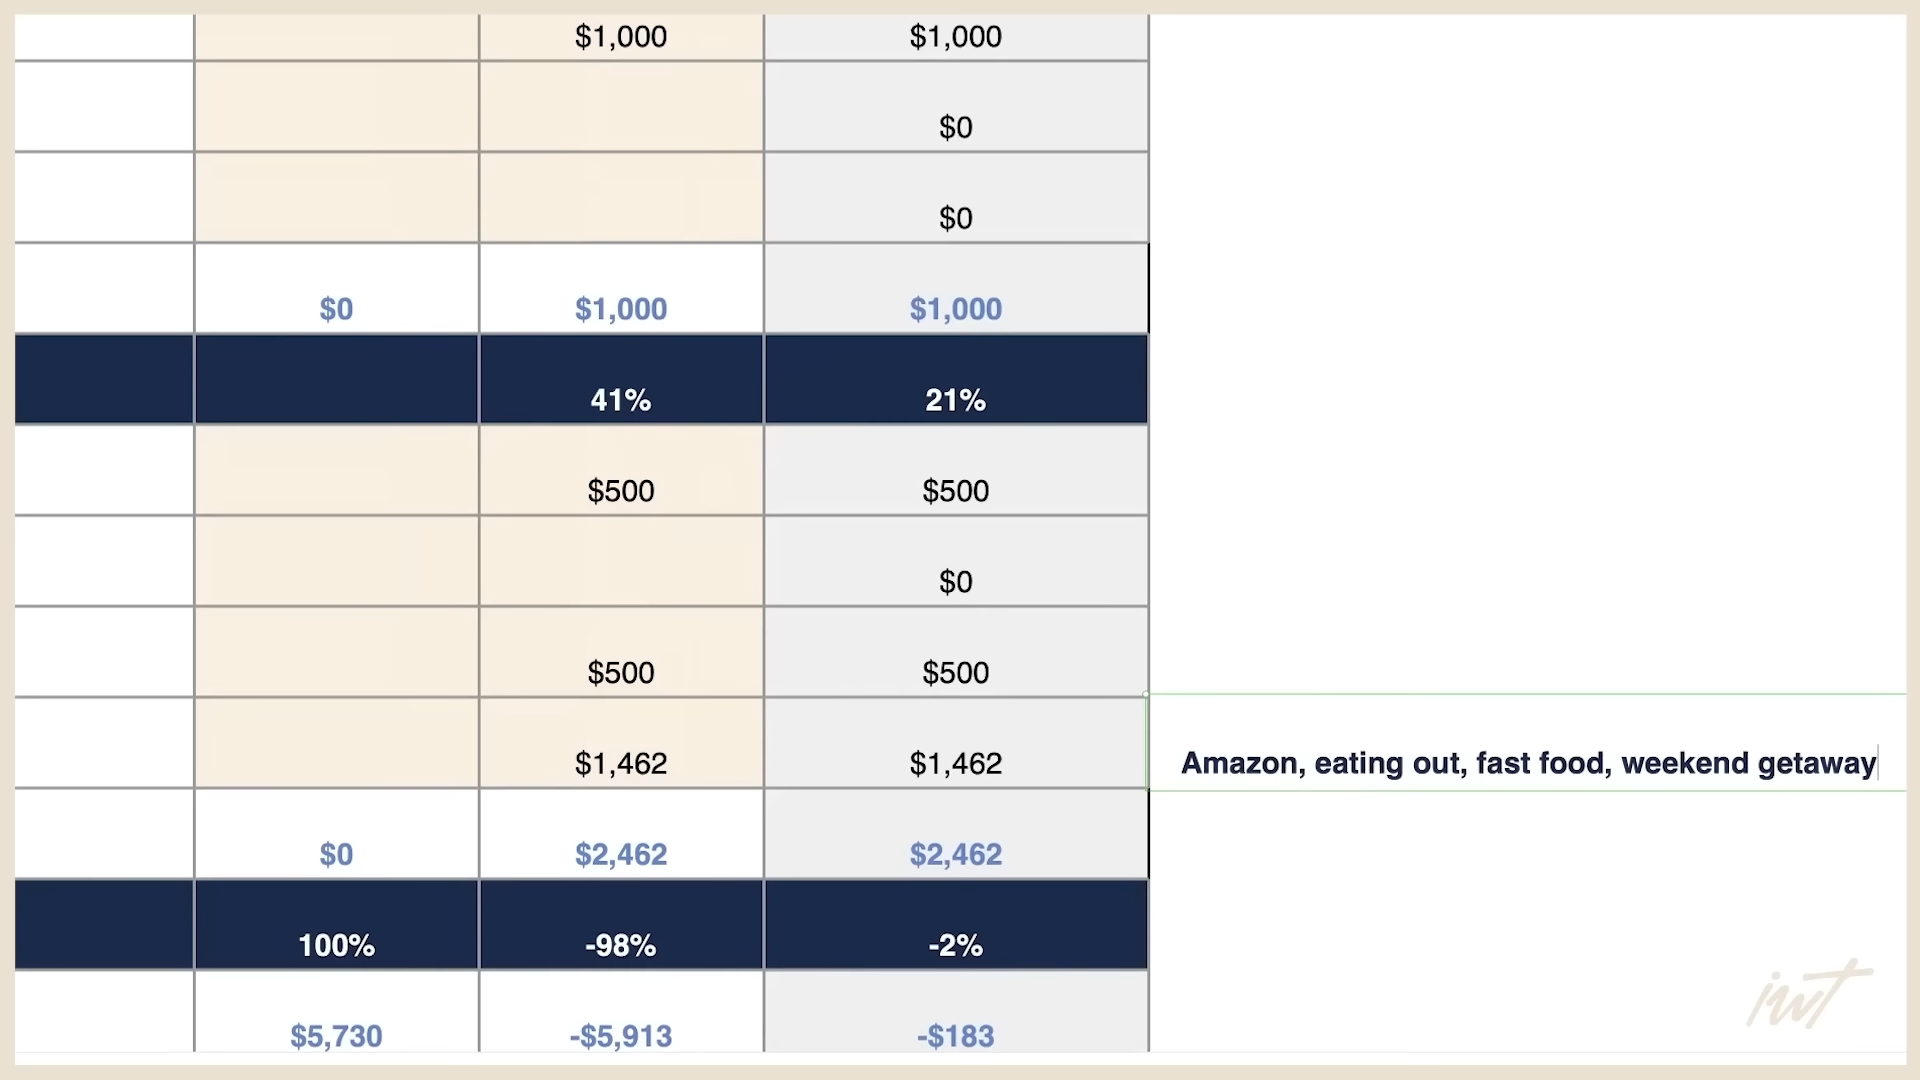 $1,000 $1,000
$0
$0
$0 $1,000 $1,000
41% 21%
$500 $500
$0
$500 $500
$1,462 $1,462 Amazon, eating out, fast food, weekend getaway
$0 $2,462 $2,462
100% -98% -2%
$5,730 -$5,913 -$183
iwt